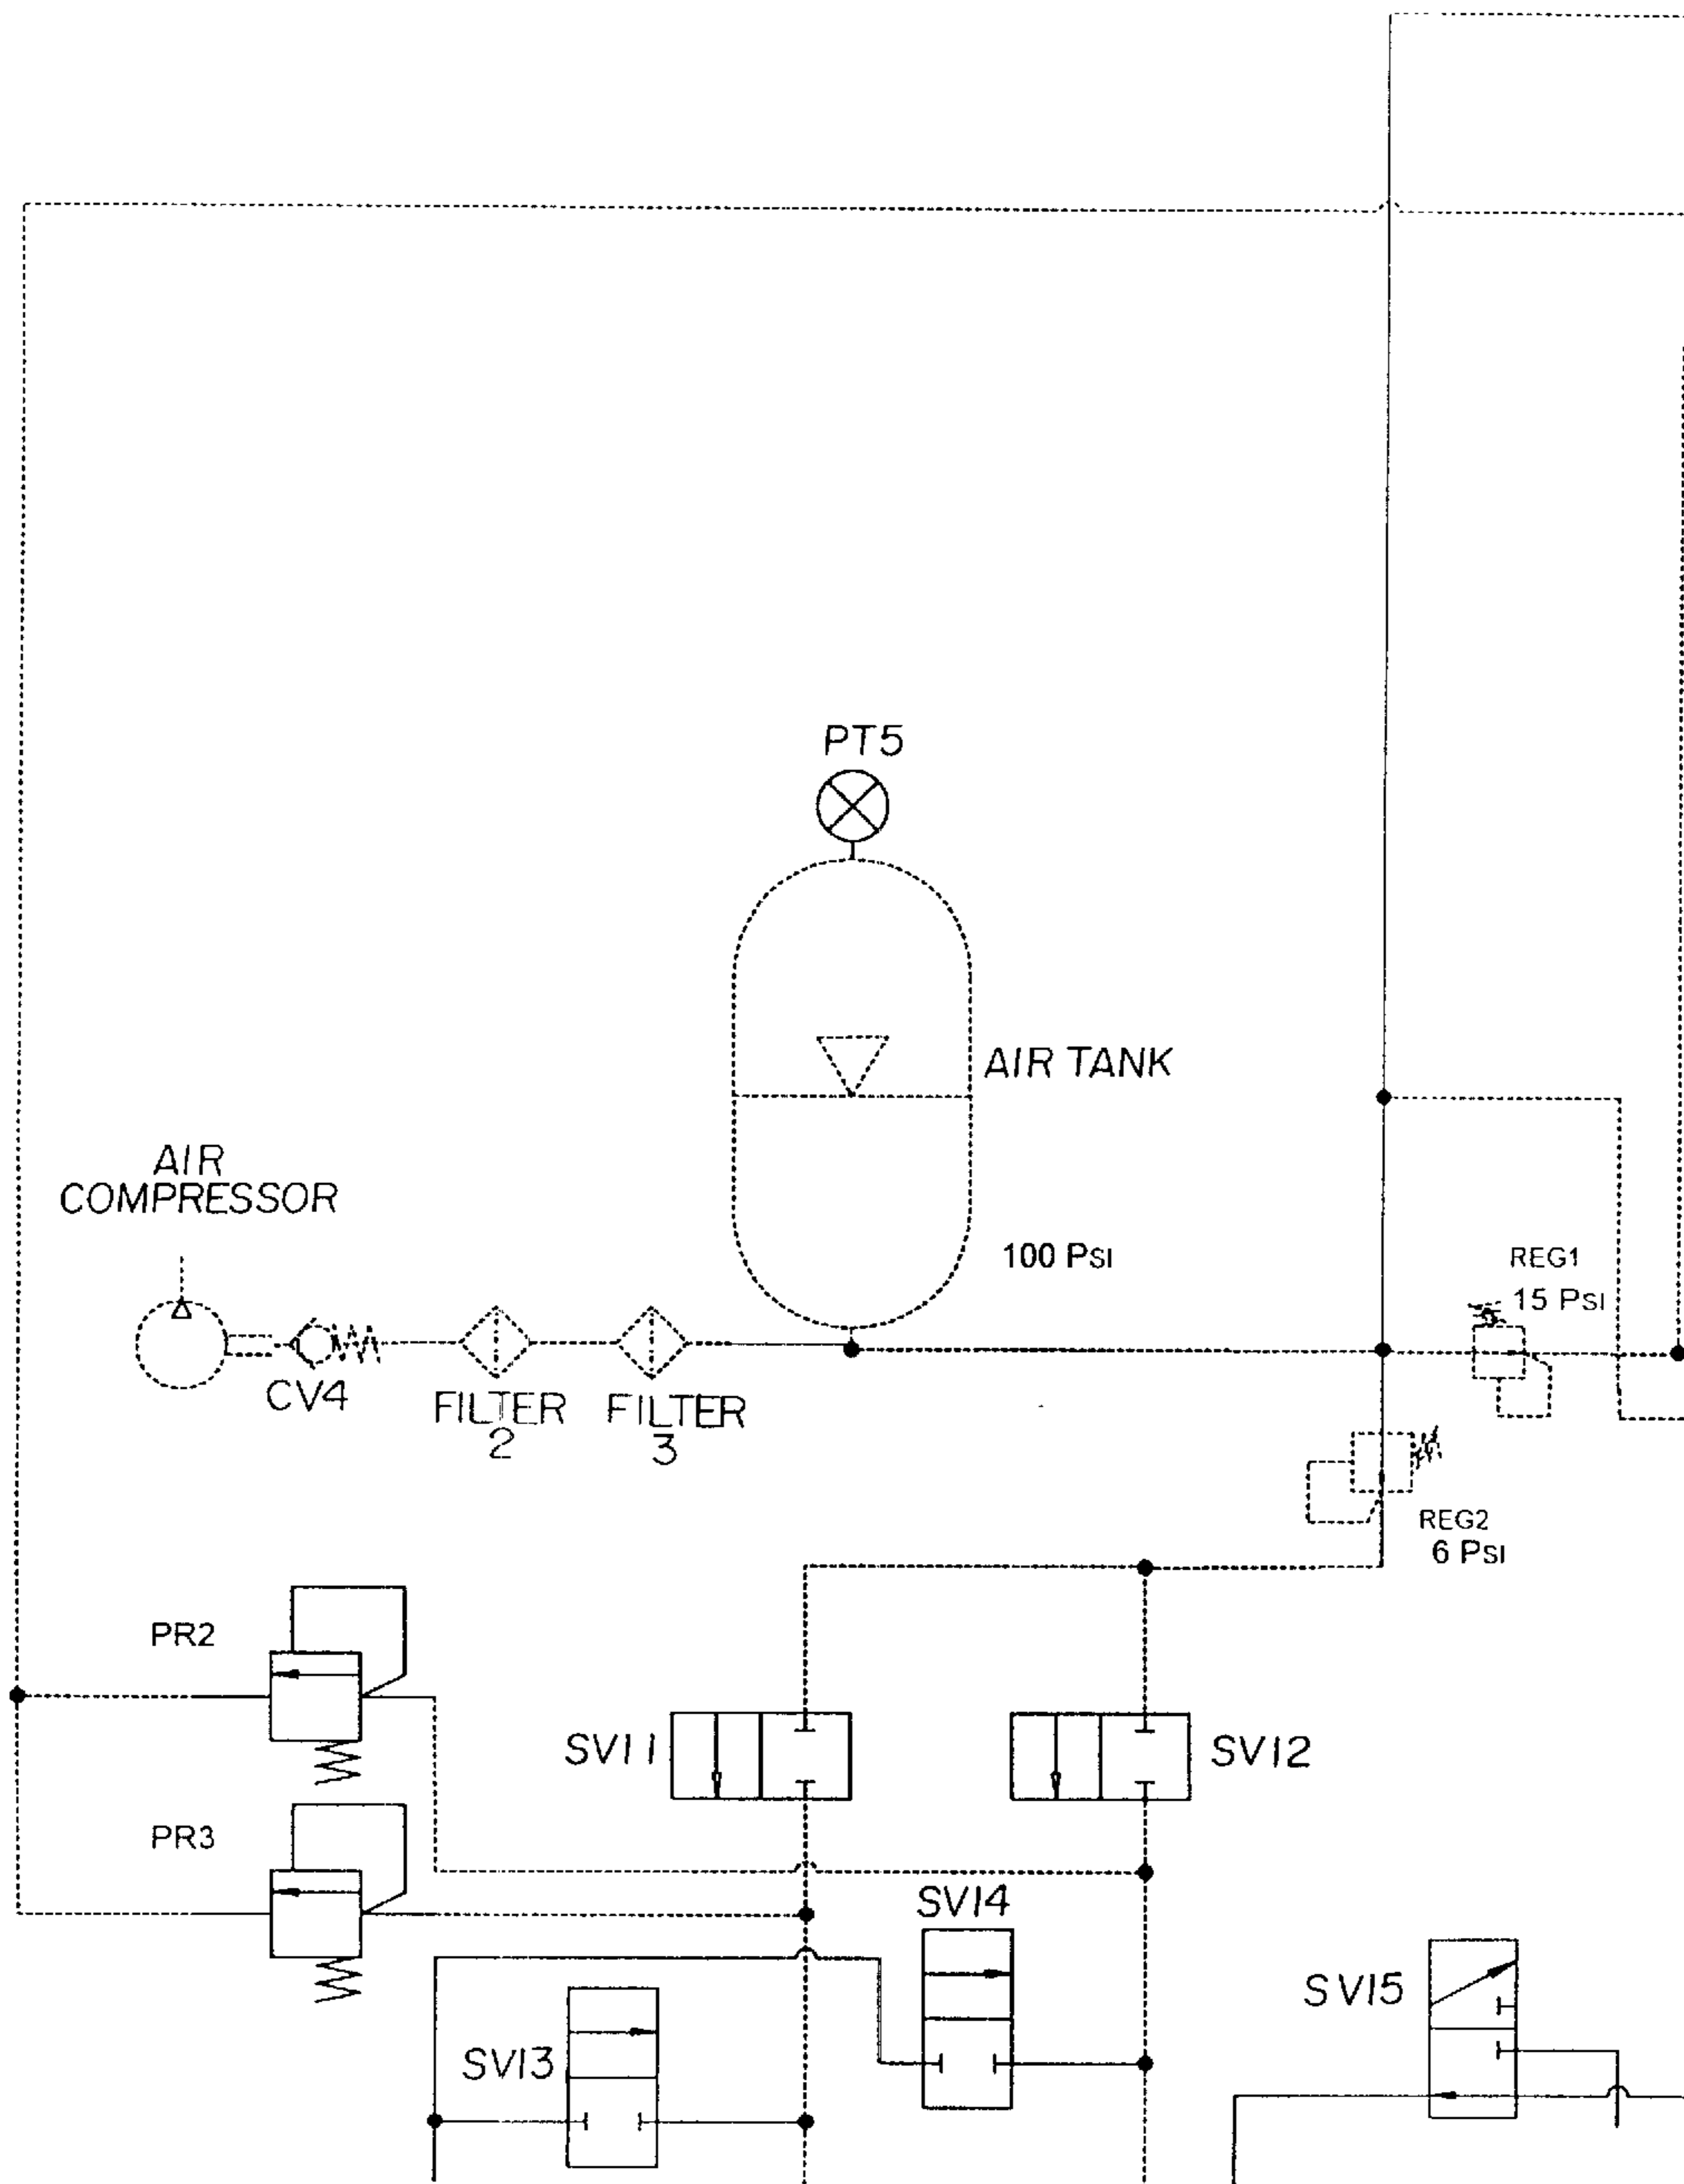 PT5
AIR TANK
AIR
COMPRESSOR
100 PSI
REG1
15 PSI
CV4
FILTER
2
FILTER
3
REG2
6 PSI
PR2
SV11
SV12
PR3
SV14
SV15
SV13